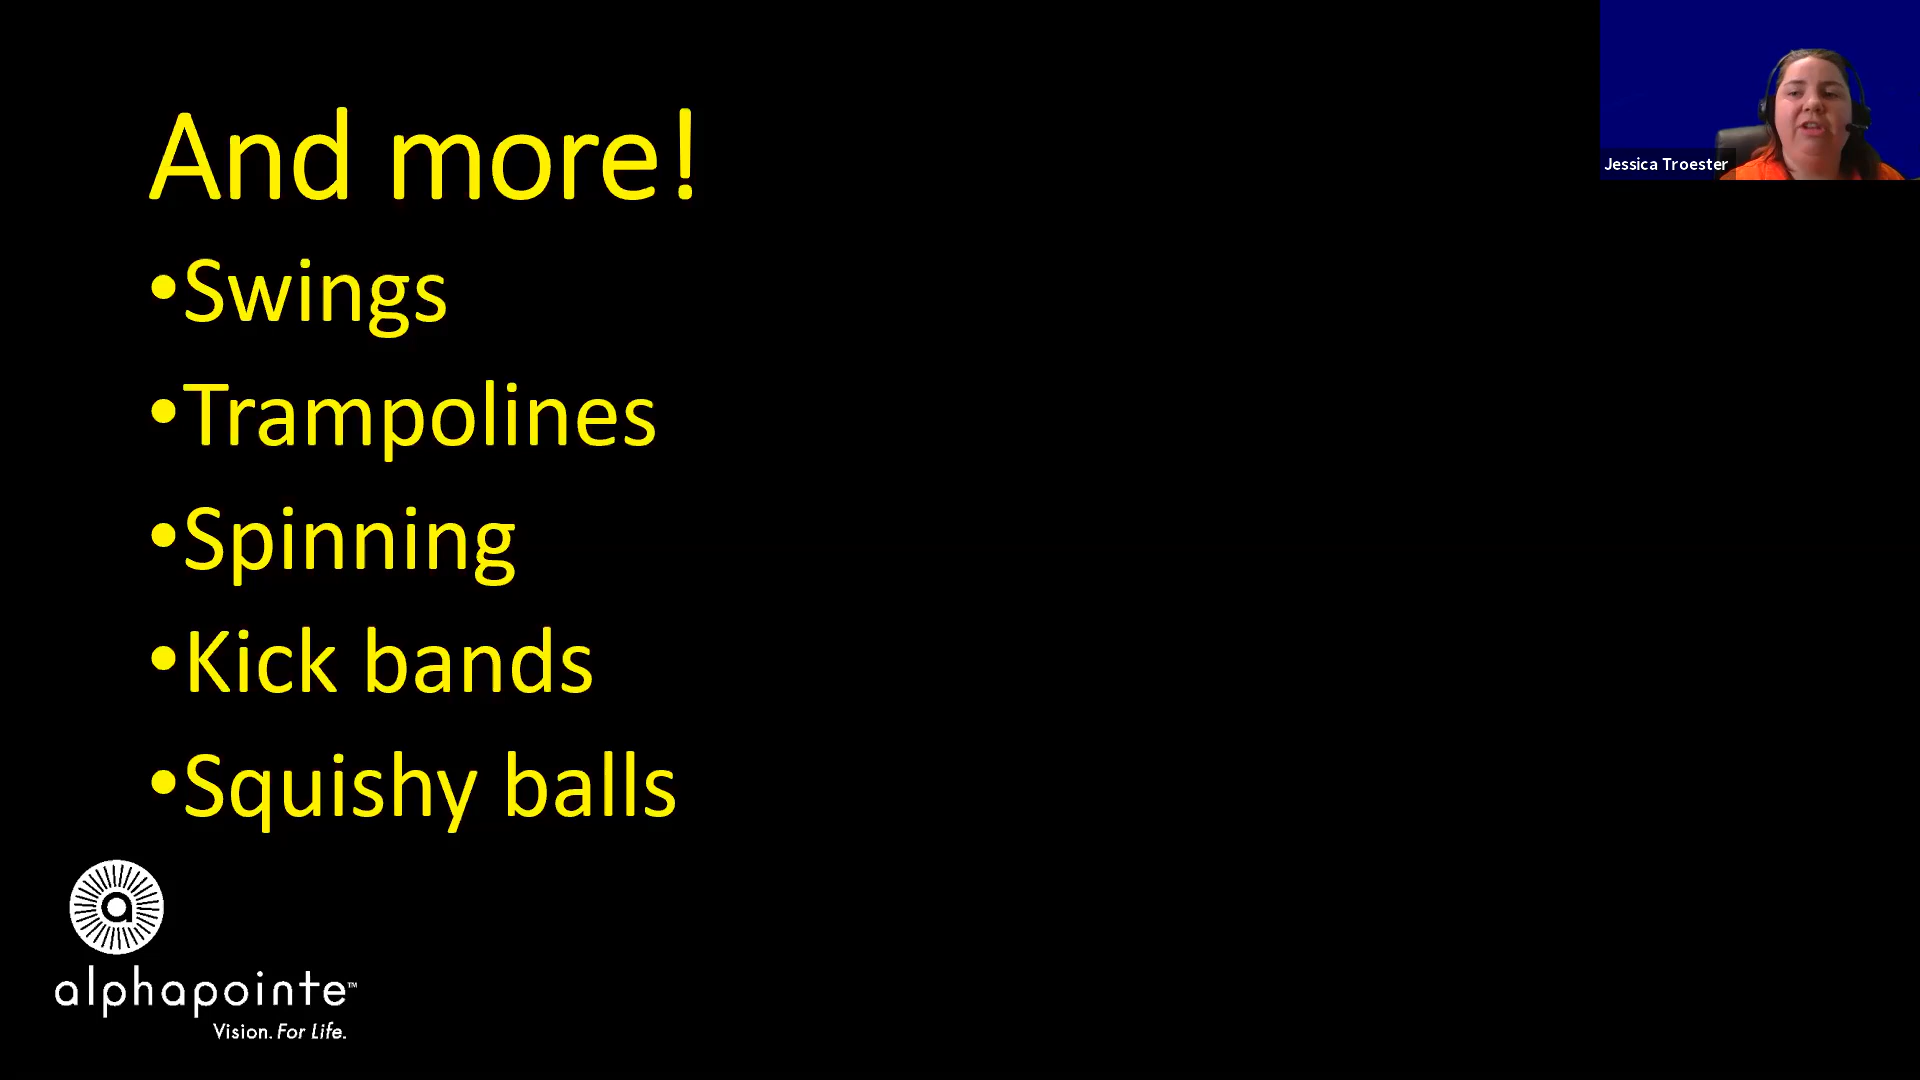 And more!
•Swings
•Trampolines
•Spinning
•Kick bands
•Squishy balls
Jessica Troester
a
alphapointe™
Vision. For Life.